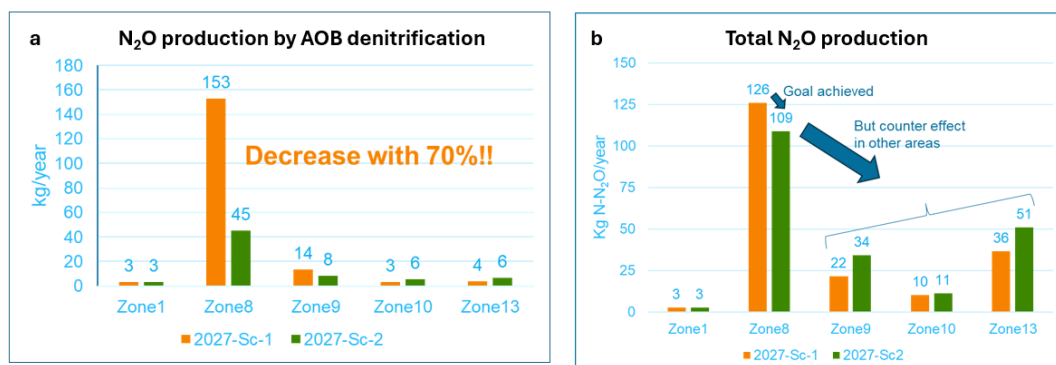 a
N₂O production by AOB denitrification
kg/year
180
160
140
120
100
80
60
40
20
0
153
45
Decrease with 70%!!
3 3
14
8
3
6
4
6
Zone1 Zone8 Zone9 Zone10 Zone13
2027-Sc-1 2027-Sc-2
b
Total N₂O production
Kg N-N₂O/year
150
125
100
75
50
25
0
126
Goal achieved
109
But counter effect
in other areas
3 3
22
34
10 11
36
51
Zone1 Zone8 Zone9 Zone10 Zone13
2027-Sc-1 2027-Sc2